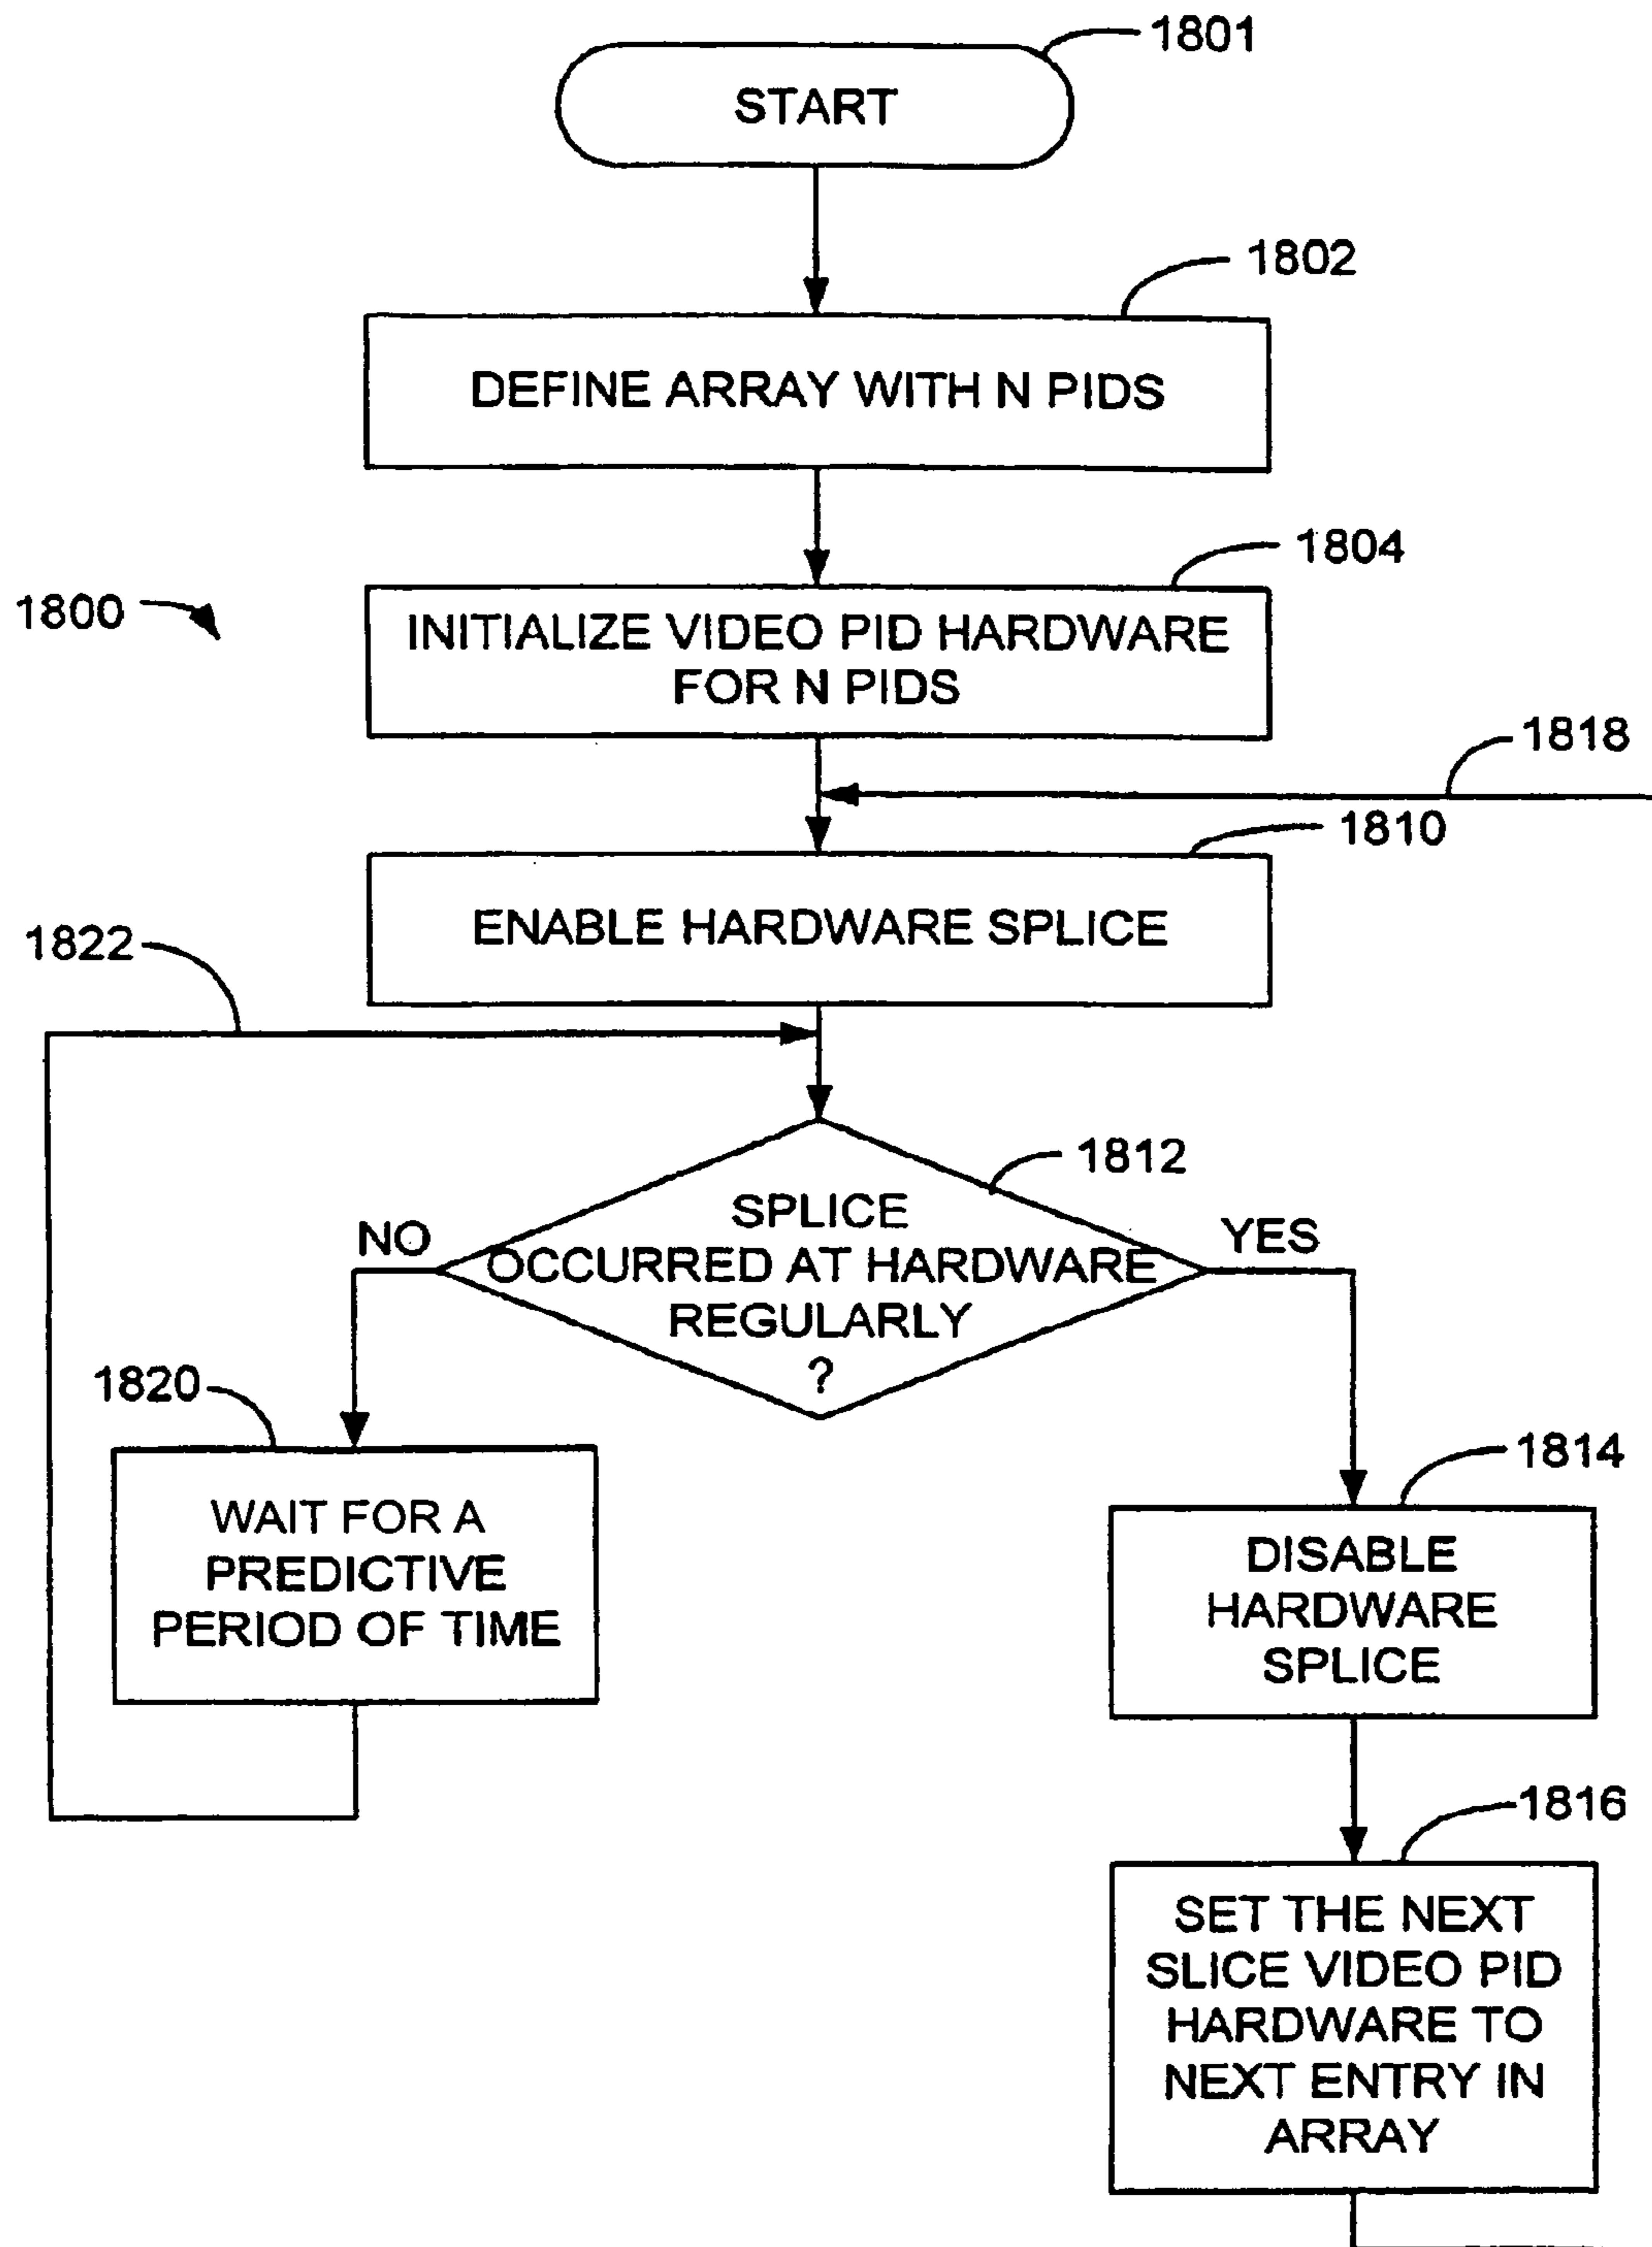 1801
START
1802
DEFINE ARRAY WITH N PIDS
1804
1800
INITIALIZE VIDEO PID HARDWARE
FOR N PIDS
1818
1810
ENABLE HARDWARE SPLICE
1822
1812
SPLICE
OCCURRED AT HARDWARE
REGULARLY
?
NO
YES
1820
WAIT FOR A
PREDICTIVE
PERIOD OF TIME
1814
DISABLE
HARDWARE
SPLICE
1816
SET THE NEXT
SLICE VIDEO PID
HARDWARE TO
NEXT ENTRY IN
ARRAY